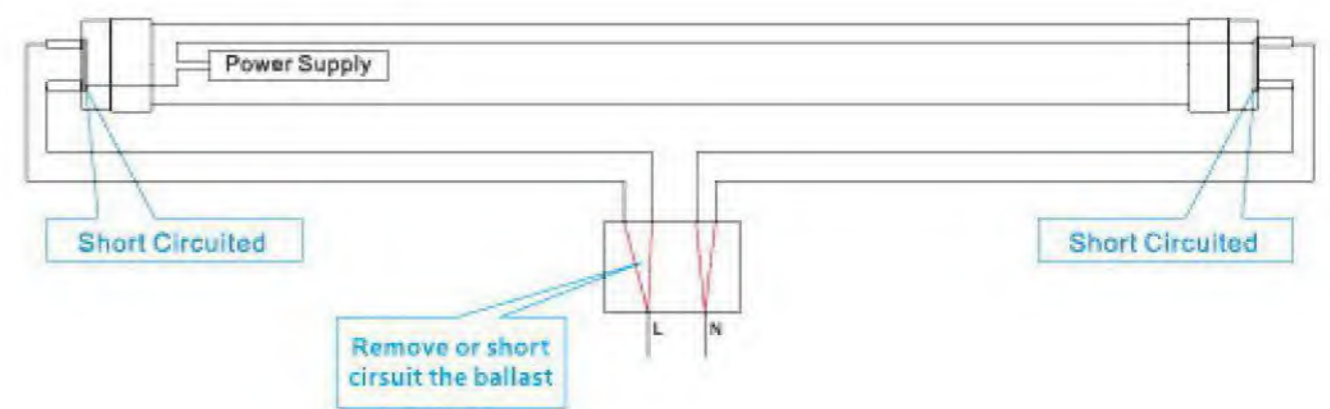 Power Supply
Short Circuited
Short Circuited
L
N
Remove or short
cirsuit the ballast